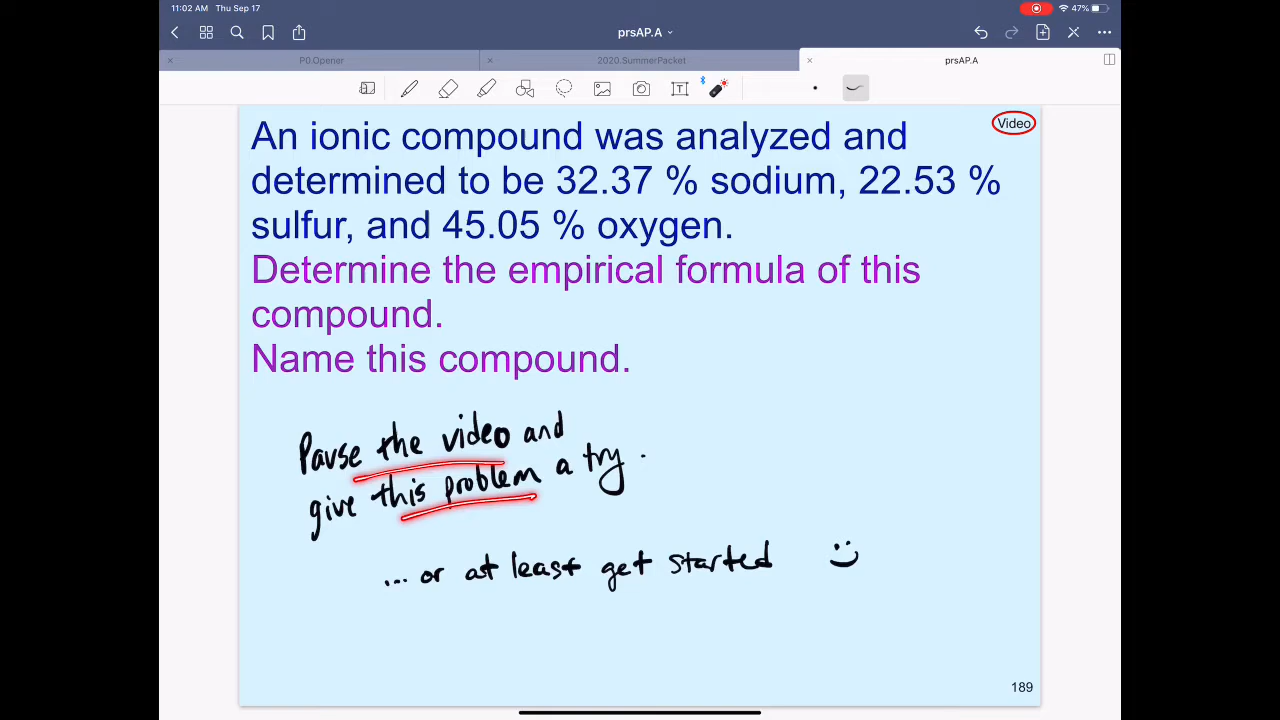 11:02 AM Thu Sep 17
47%
prsAP.A
P0.Opener
2020.SummerPacket
prsAP.A
Video
An ionic compound was analyzed and
determined to be 32.37 % sodium, 22.53 %
sulfur, and 45.05 % oxygen.
Determine the empirical formula of this
compound.
Name this compound.
Pause the video and
give this problem a try.
... or at least get started
189